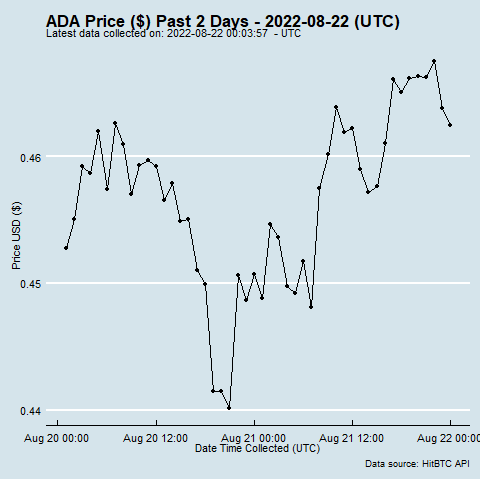 ADA Price ($) Past 2 Days - 2022-08-22 (UTC)
Latest data collected on: 2022-08-22 00:03:57 - UTC
0.46
0.45
0.44
Price USD ($)
Aug 20 00:00 Aug 20 12:00 Aug 21 00:00 Aug 21 12:00 Aug 22 00:00
Date Time Collected (UTC)
Data source: HitBTC API